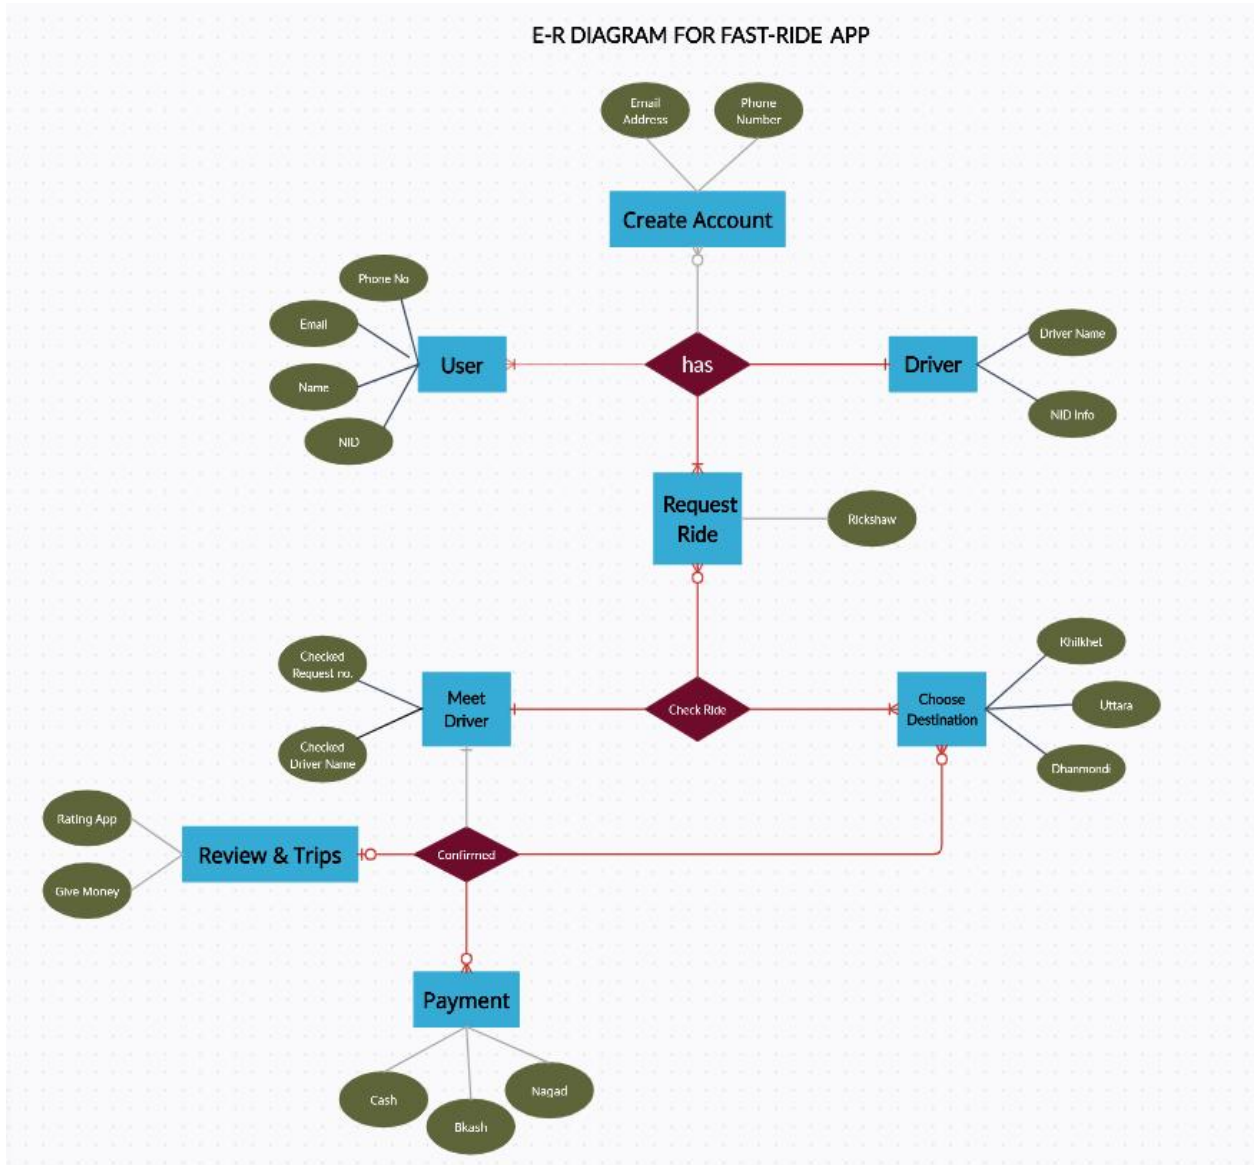 E-R DIAGRAM FOR FAST-RIDE APP
Email
Address
Phone
Number
Create Account
Phone No
Email
Name
NID
User
has
Driver
Driver Name
NID Info
Request
Ride
Rickshaw
Checked
Request no.
Checked
Driver Name
Meet
Driver
Check Ride
Choose
Destination
Khilkhet
Uttara
Dhanmondi
Rating App
Give Money
Review & Trips
Confirmed
Payment
Cash
Bkash
Nagad